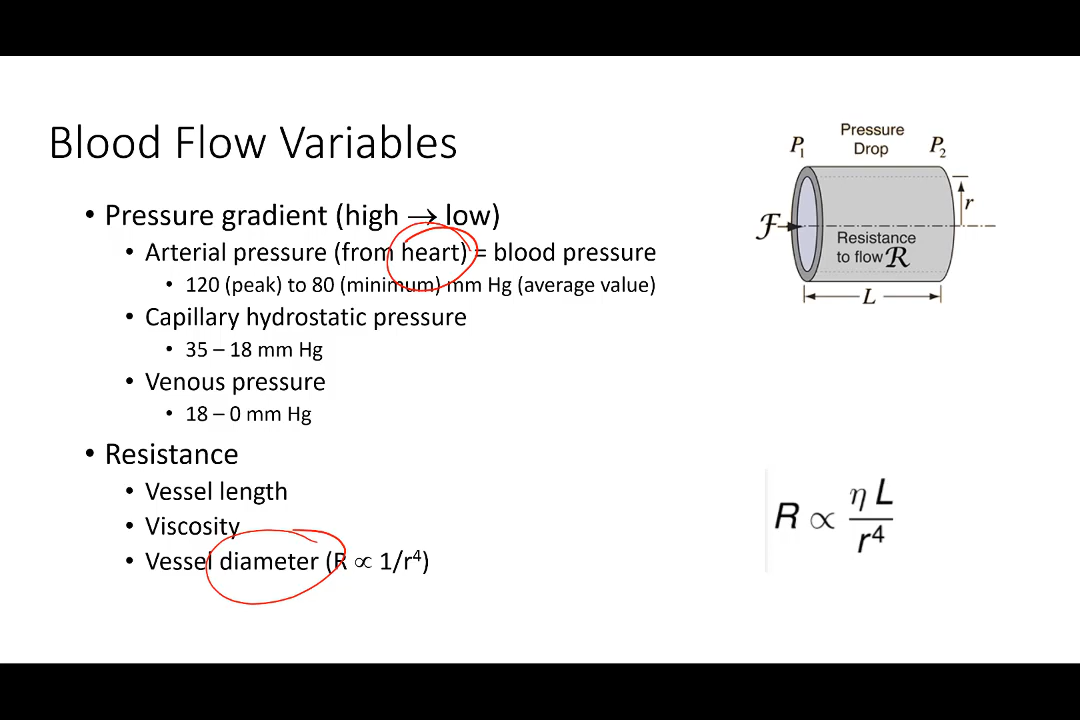 Blood Flow Variables
• Pressure gradient (high → low)
• Arterial pressure (from heart) = blood pressure
• 120 (peak) to 80 (minimum) mm Hg (average value)
• Capillary hydrostatic pressure
• 35 – 18 mm Hg
• Venous pressure
• 18 – 0 mm Hg
• Resistance
• Vessel length
• Viscosity
• Vessel diameter (R ∝ 1/r⁴)
P₁ Pressure Drop P₂
r
ℱ
Resistance
to flow ℛ
L
R ∝ η L / r⁴